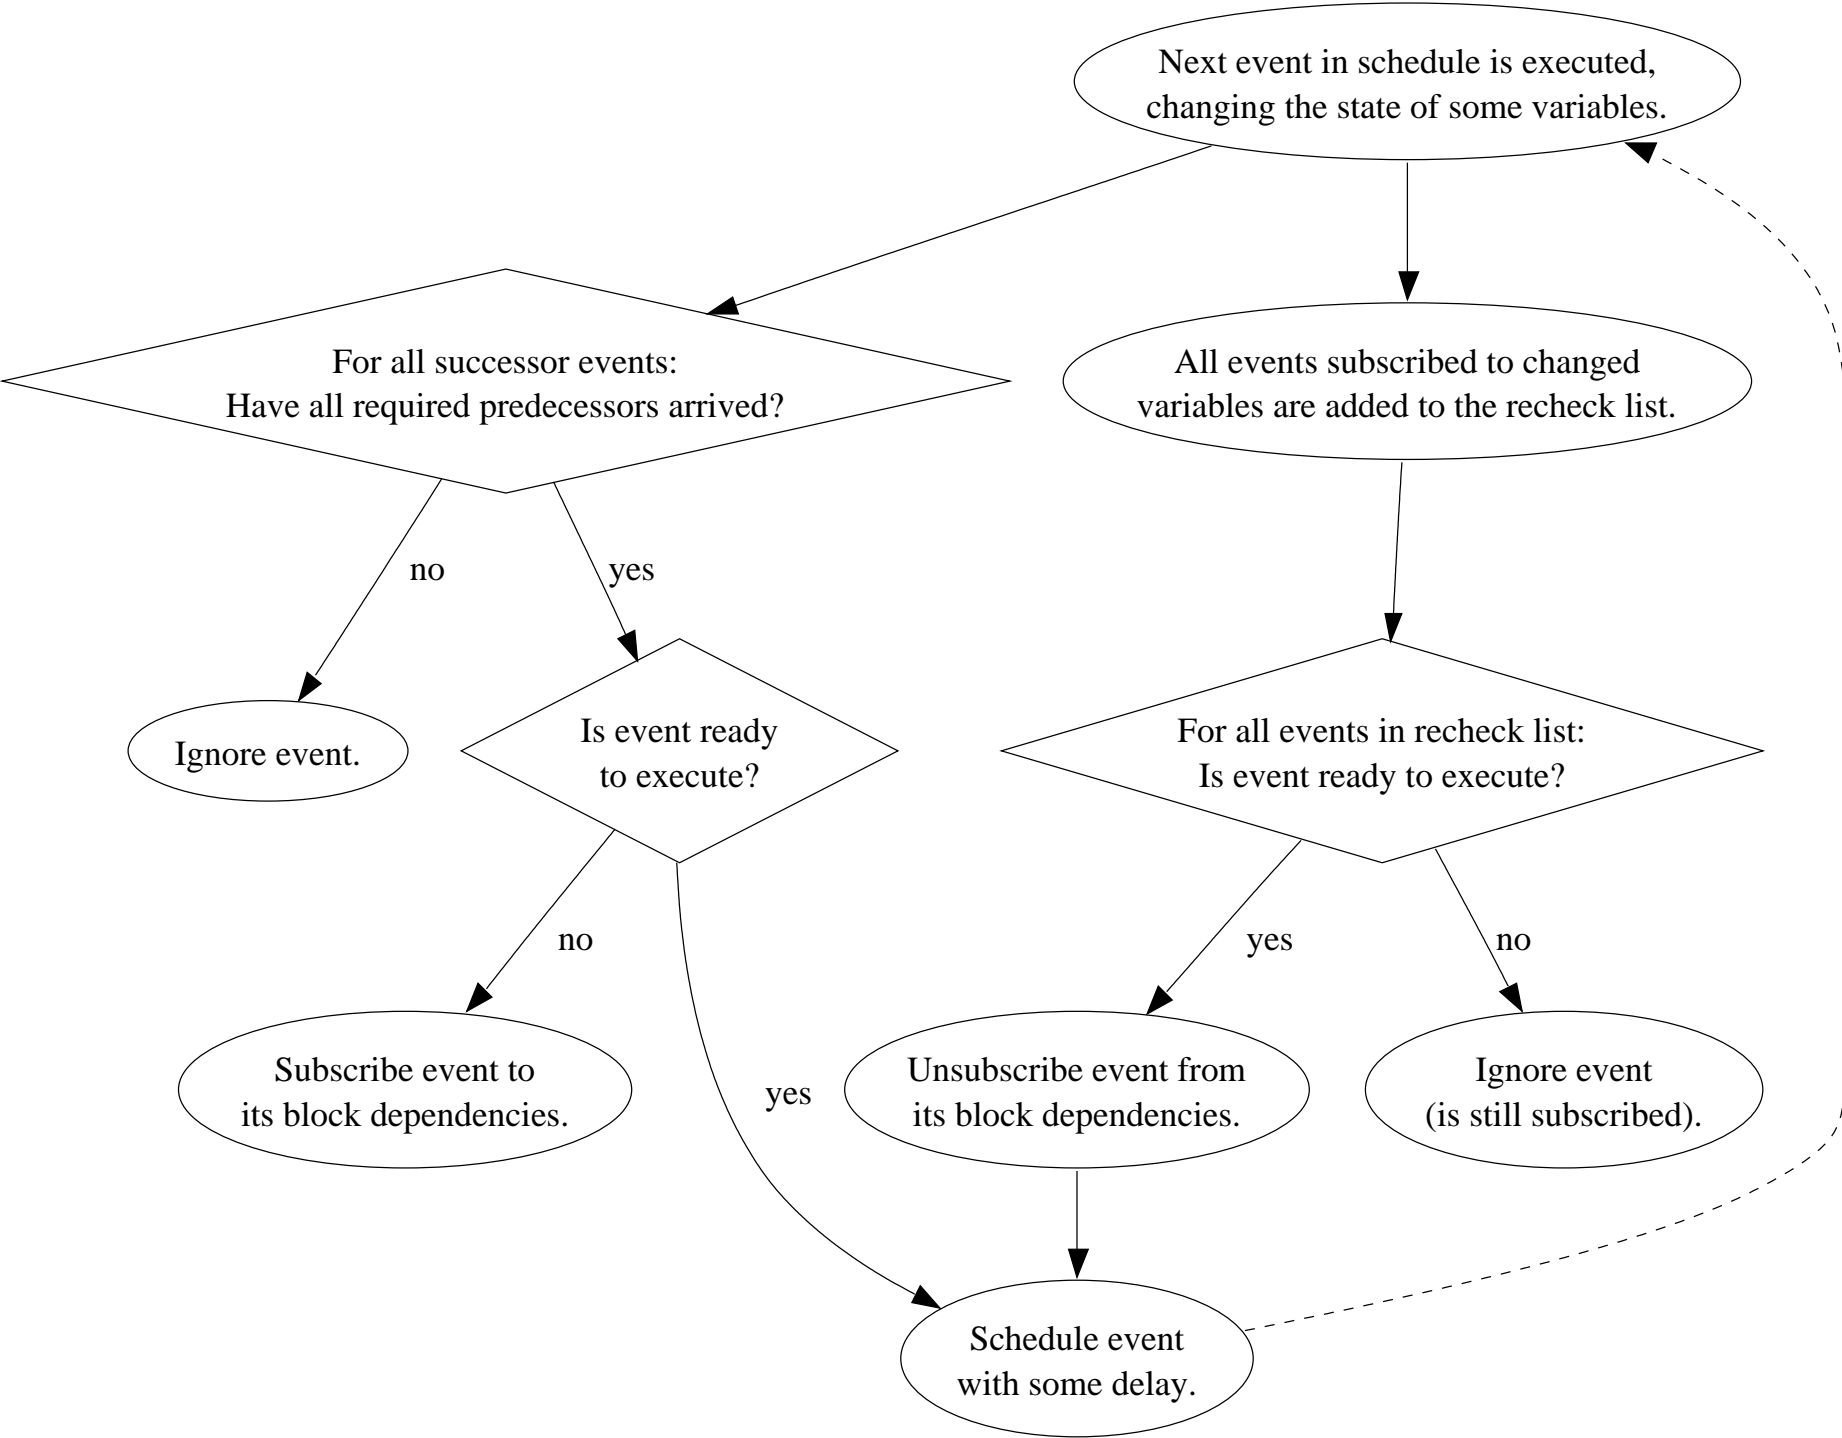 Next event in schedule is executed,
changing the state of some variables.
For all successor events:
Have all required predecessors arrived?
All events subscribed to changed
variables are added to the recheck list.
no
yes
Ignore event.
Is event ready
to execute?
For all events in recheck list:
Is event ready to execute?
no
yes
no
Subscribe event to
its block dependencies.
yes
Unsubscribe event from
its block dependencies.
Ignore event
(is still subscribed).
Schedule event
with some delay.